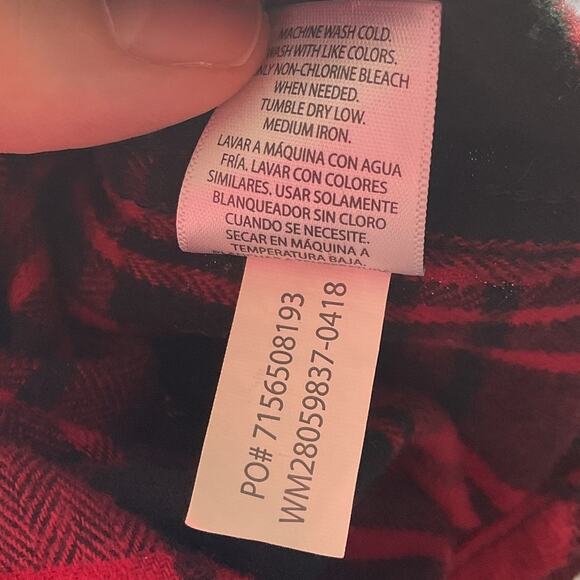 MACHINE WASH COLD.
WASH WITH LIKE COLORS.
NON-CHLORINE BLEACH
WHEN NEEDED.
TUMBLE DRY LOW.
MEDIUM IRON.
LAVAR A MÁQUINA CON AGUA
FRÍA. LAVAR CON COLORES
SIMILARES. USAR SOLAMENTE
BLANQUEADOR SIN CLORO
CUANDO SE NECESITE.
SECAR EN MÁQUINA A
TEMPERATURA BAJA.
PO# 7156508193
WM28059837-0418